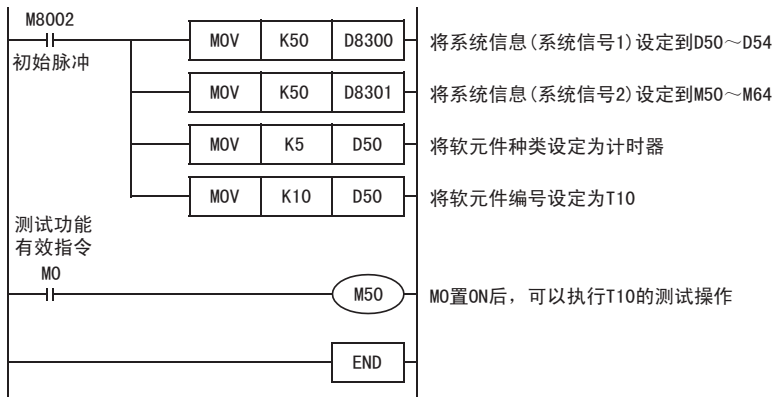 M8002
初始脉冲
MOV K50 D8300 将系统信息(系统信号1)设定到D50～D54
MOV K50 D8301 将系统信息(系统信号2)设定到M50～M64
MOV K5 D50 将软元件种类设定为计时器
MOV K10 D50 将软元件编号设定为T10
测试功能
有效指令
M0
M50 M0置ON后，可以执行T10的测试操作
END